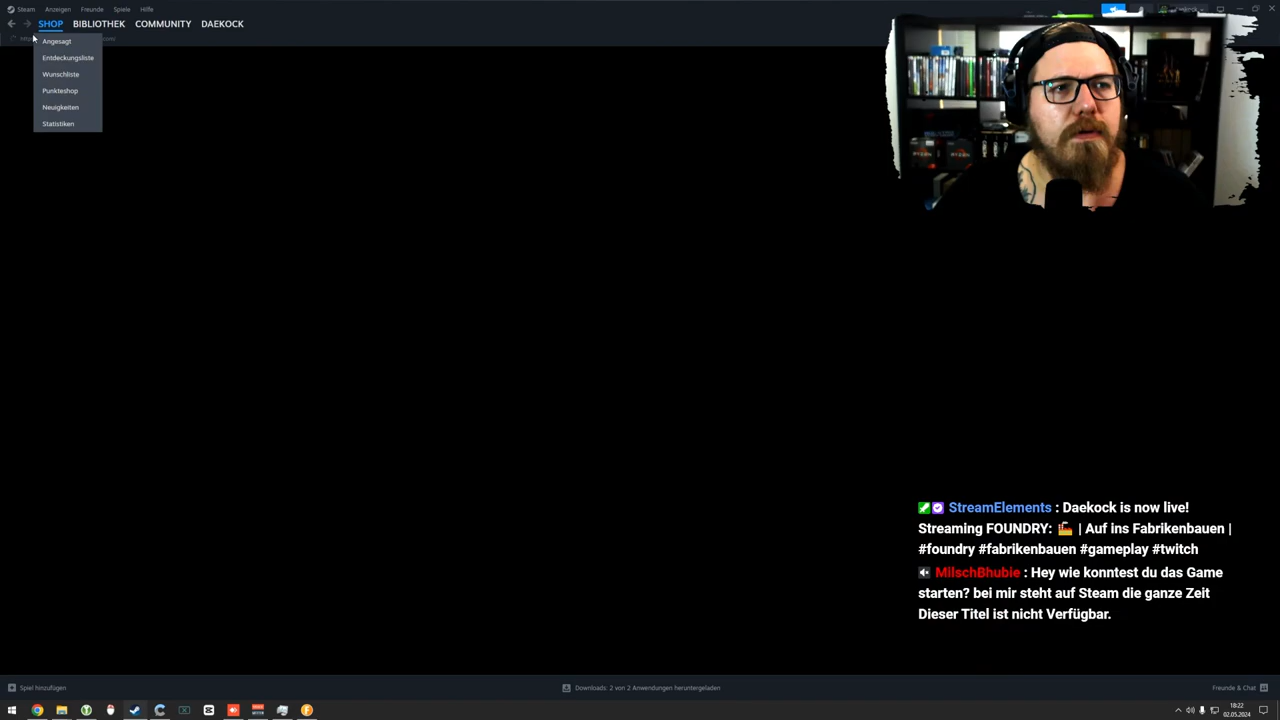 Steam Anzeigen Freunde Spiele Hilfe
SHOP BIBLIOTHEK COMMUNITY DAEKOCK
Angesagt
Entdeckungsliste
Wunschliste
Punkteshop
Neuigkeiten
Statistiken
StreamElements : Daekock is now live!
Streaming FOUNDRY: | Auf ins Fabrikenbauen |
#foundry #fabrikenbauen #gameplay #twitch
MilschBhubie : Hey wie konntest du das Game
starten? bei mir steht auf Steam die ganze Zeit
Dieser Titel ist nicht Verfügbar.
Spiel hinzufügen
Downloads: 2 von 2 Anwendungen heruntergeladen
Freunde & Chat
18:22
02.05.2024